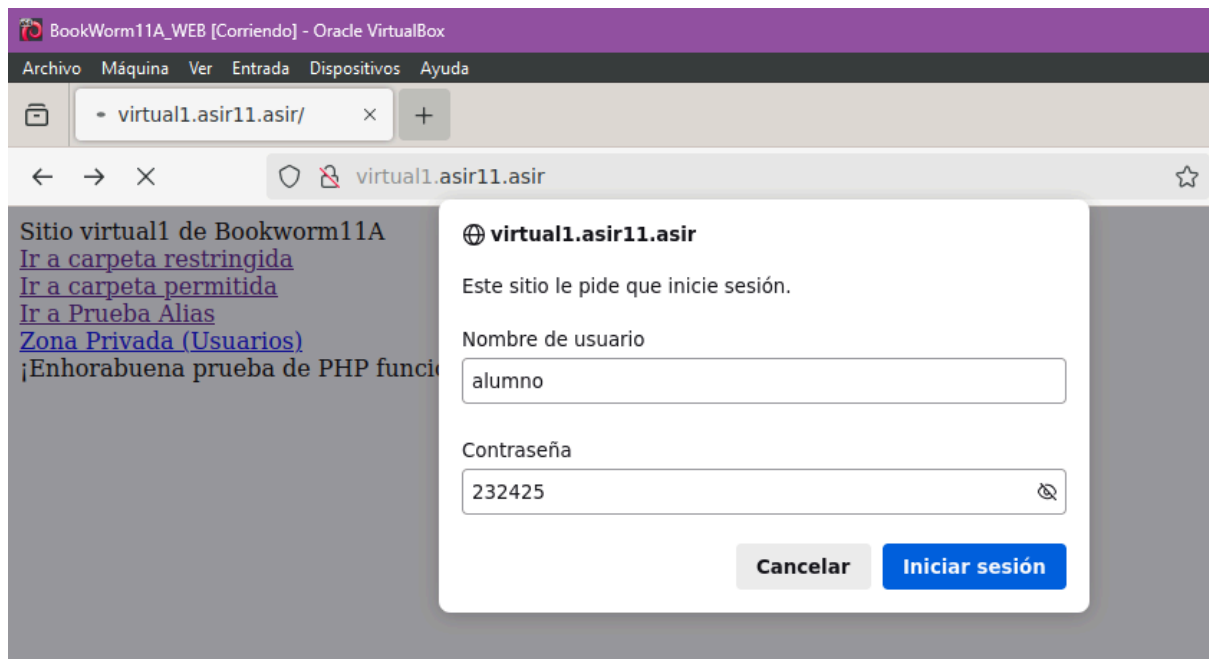 BookWorm11A_WEB [Corriendo] - Oracle VirtualBox
Archivo Máquina Ver Entrada Dispositivos Ayuda
virtual1.asir11.asir/
virtual1.asir11.asir
Sitio virtual1 de Bookworm11A
Ir a carpeta restringida
Ir a carpeta permitida
Ir a Prueba Alias
Zona Privada (Usuarios)
¡Enhorabuena prueba de PHP
virtual1.asir11.asir
Este sitio le pide que inicie sesión.
Nombre de usuario
alumno
Contraseña
232425
Cancelar Iniciar sesión